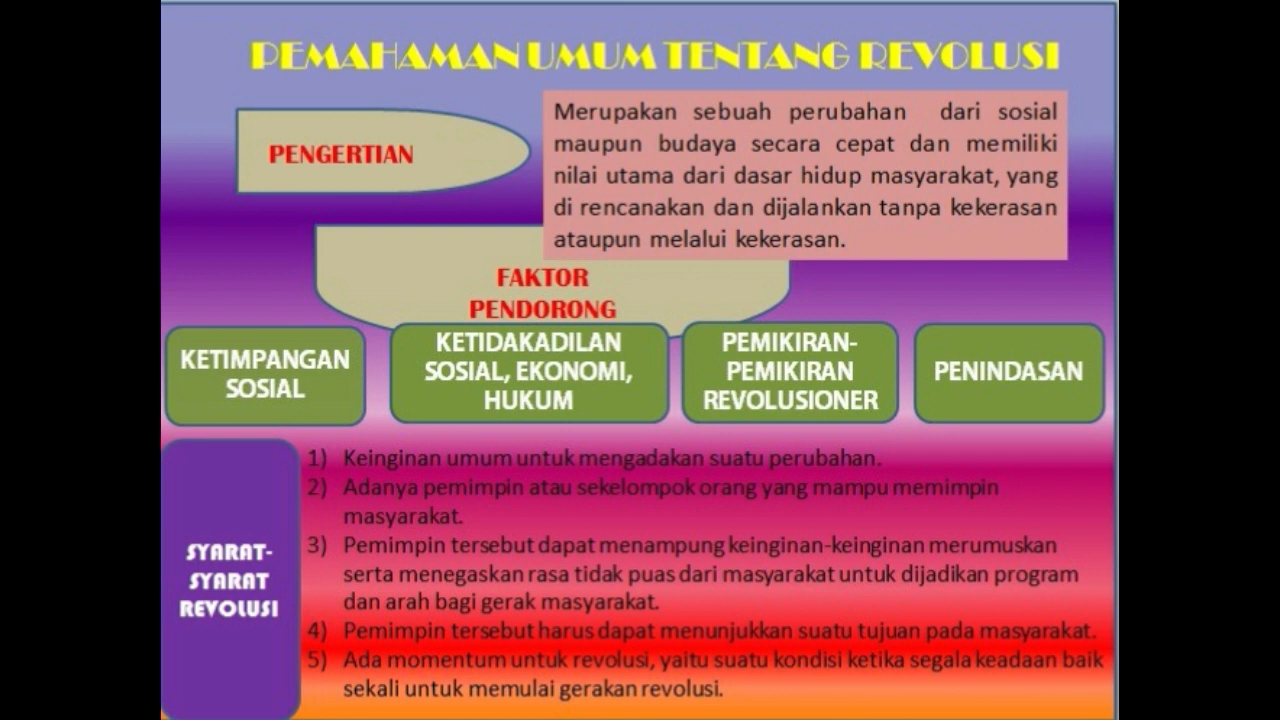 PEMAHAMAN UMUM TENTANG REVOLUSI
PENGERTIAN
Merupakan sebuah perubahan dari sosial
maupun budaya secara cepat dan memiliki
nilai utama dari dasar hidup masyarakat, yang
di rencanakan dan dijalankan tanpa kekerasan
ataupun melalui kekerasan.
FAKTOR
PENDORONG
KETIMPANGAN
SOSIAL
KETIDAKADILAN
SOSIAL, EKONOMI,
HUKUM
PEMIKIRAN-
PEMIKIRAN
REVOLUSIONER
PENINDASAN
SYARAT-
SYARAT
REVOLUSI
1) Keinginan umum untuk mengadakan suatu perubahan.
2) Adanya pemimpin atau sekelompok orang yang mampu memimpin
masyarakat.
3) Pemimpin tersebut dapat menampung keinginan-keinginan merumuskan
serta menegaskan rasa tidak puas dari masyarakat untuk dijadikan program
dan arah bagi gerak masyarakat.
4) Pemimpin tersebut harus dapat menunjukkan suatu tujuan pada masyarakat.
5) Ada momentum untuk revolusi, yaitu suatu kondisi ketika segala keadaan baik
sekali untuk memulai gerakan revolusi.